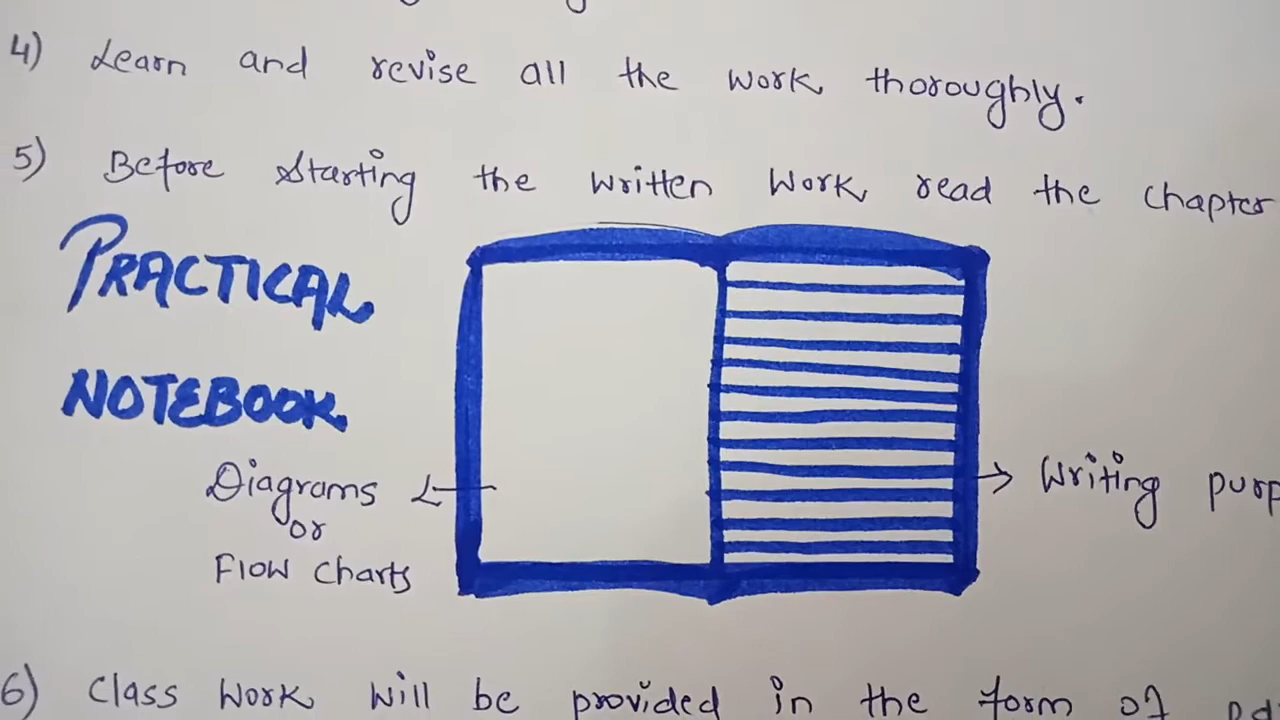 4) Learn and revise all the work thoroughly.
5) Before starting the written work read the chapter
PRACTICAL
NOTEBOOK
Diagrams
or
Flow charts
Writing
6) Class work will be provided in the form of